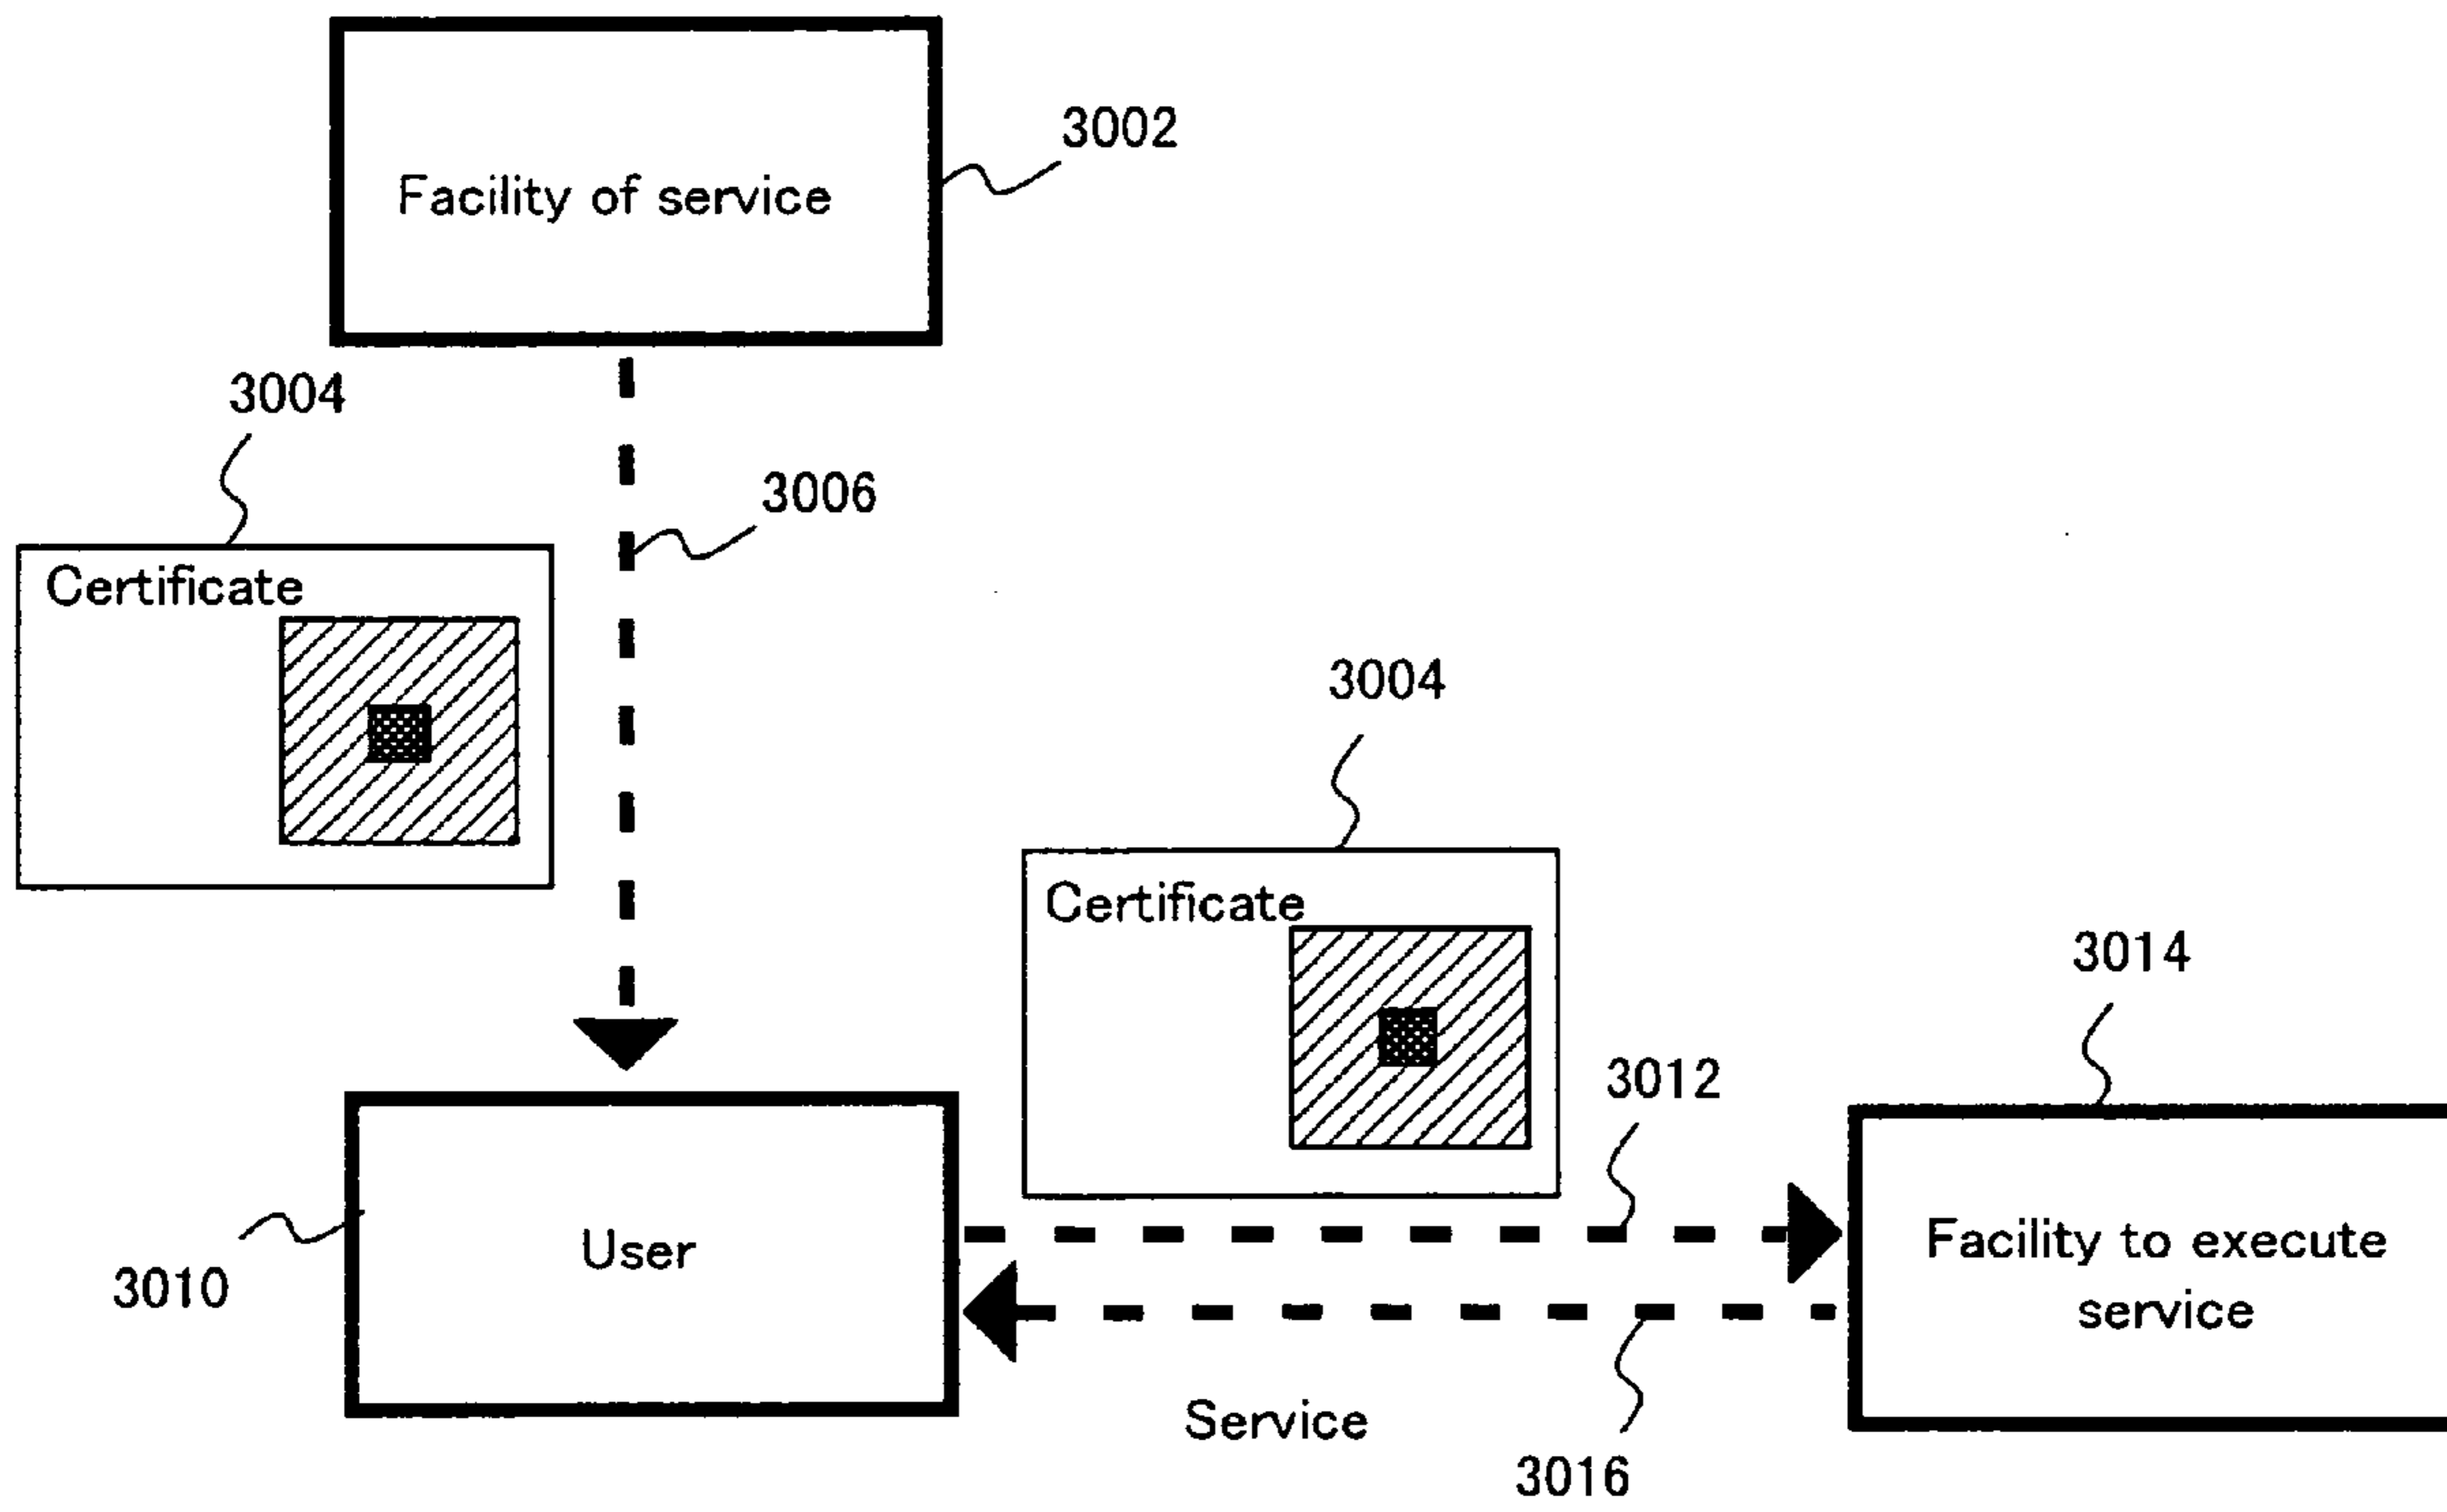 3002
Facility of service
3004
3006
Certificate
3004
Certificate
3014
3012
User
Facility to execute
service
3010
Service
3016